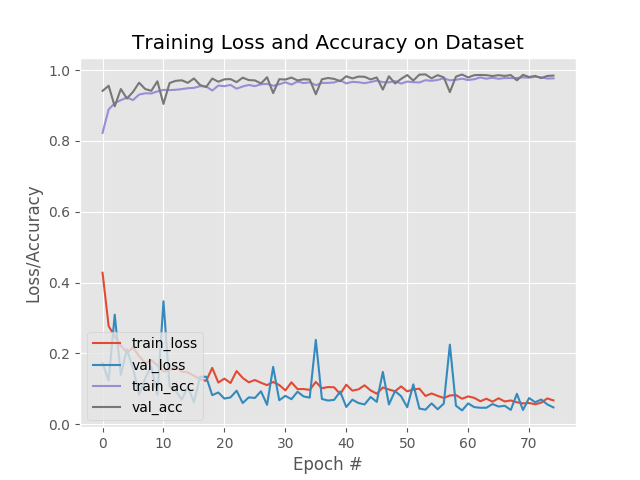 Training Loss and Accuracy on Dataset
1.0
0.8
0.6
0.4
0.2
0.0
Loss/Accuracy
train_loss
val_loss
train_acc
val_acc
0 10 20 30 40 50 60 70
Epoch #